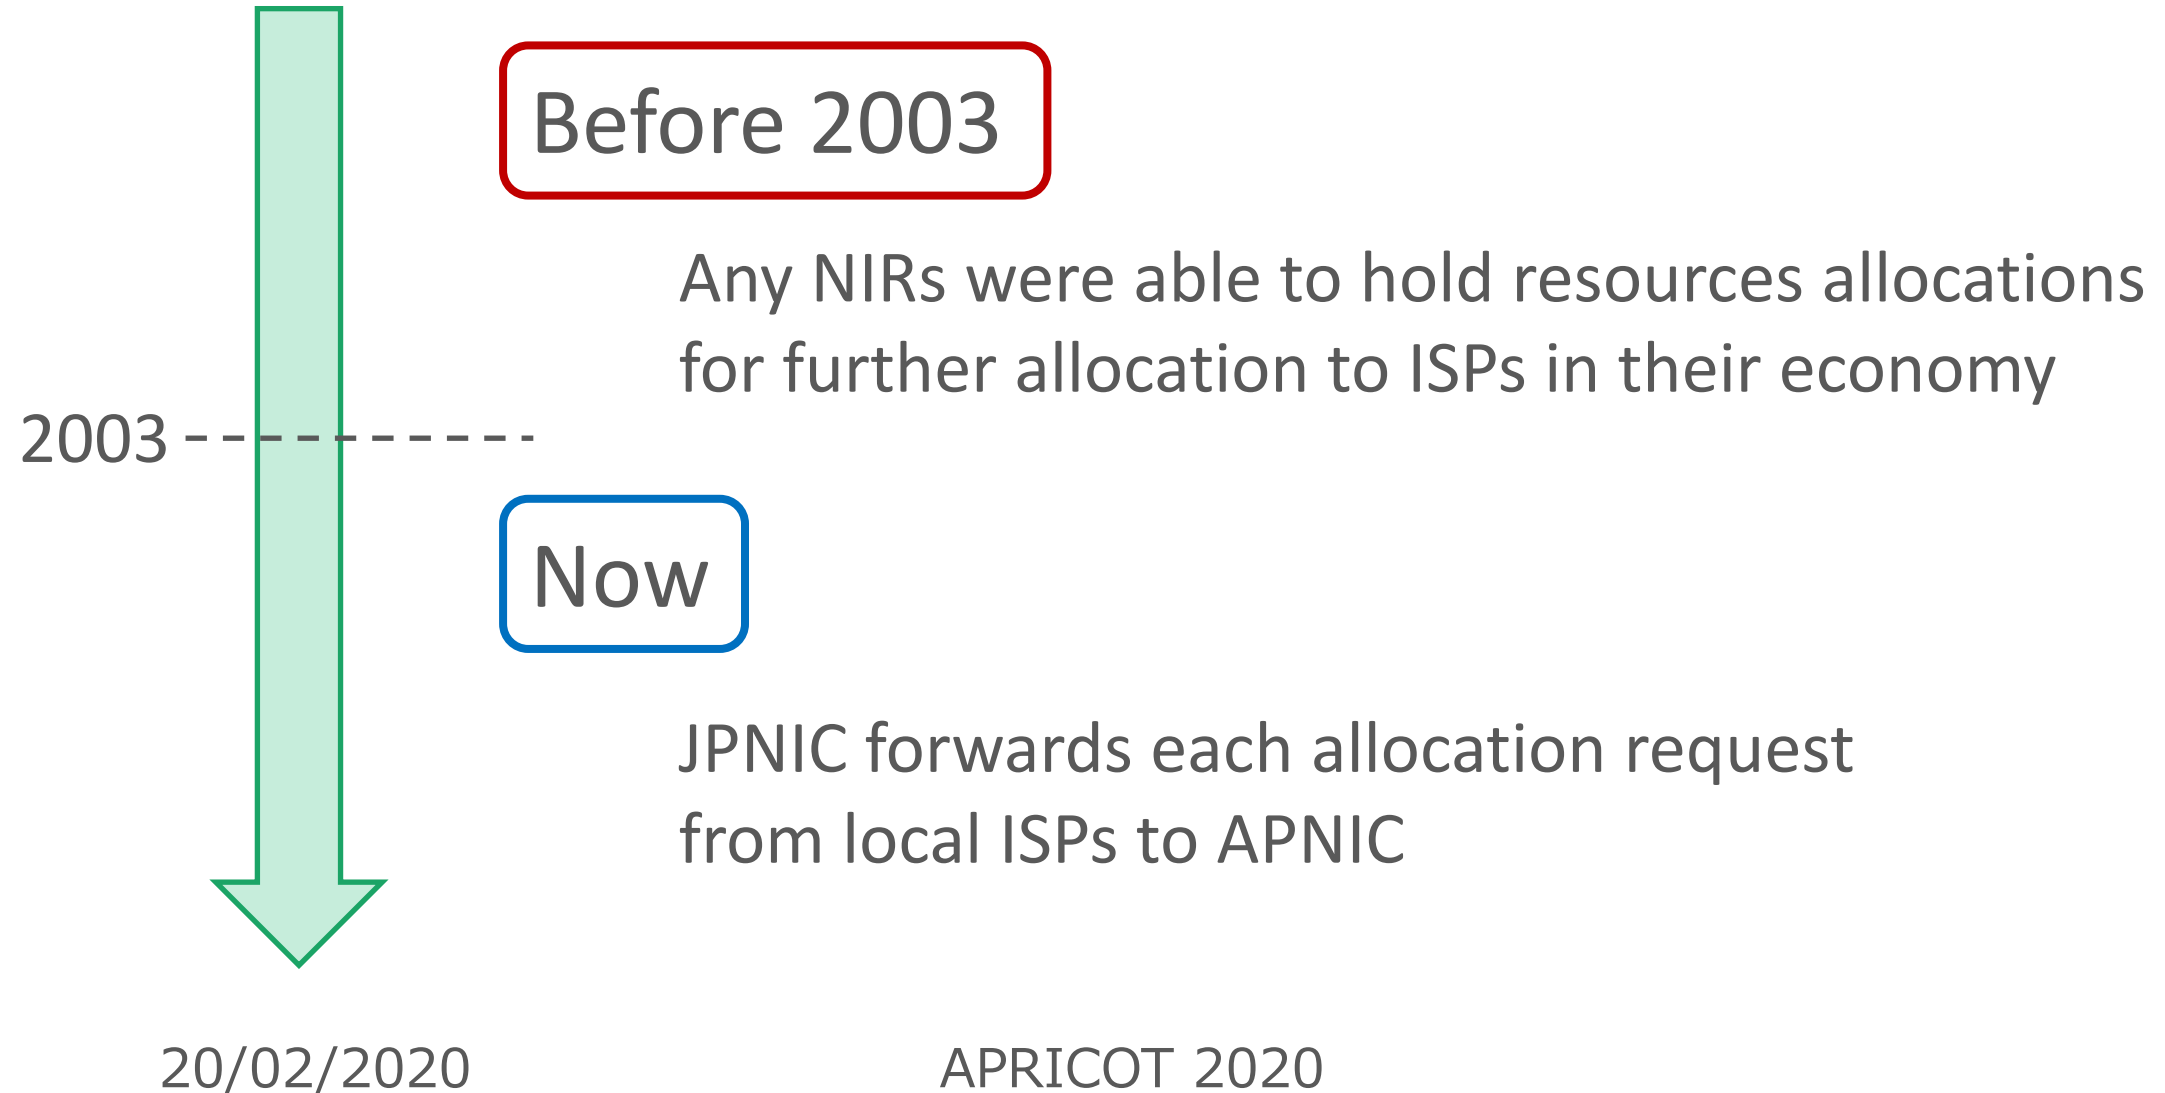 Before 2003
Any NIRs were able to hold resources allocations
for further allocation to ISPs in their economy
2003
Now
JPNIC forwards each allocation request
from local ISPs to APNIC
20/02/2020
APRICOT 2020